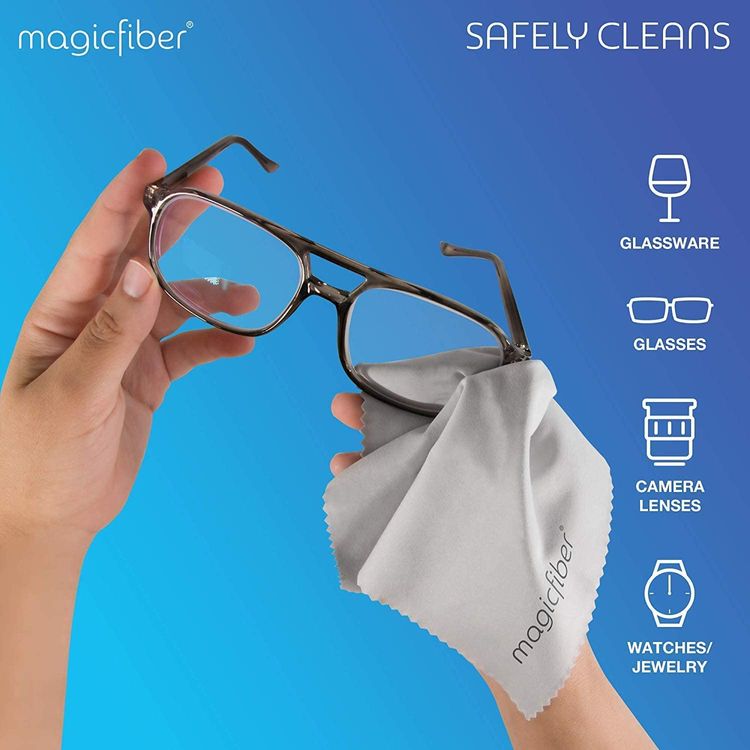 magicfiber®
SAFELY CLEANS
GLASSWARE
GLASSES
CAMERA
LENSES
WATCHES/
JEWELRY
magicfiber®